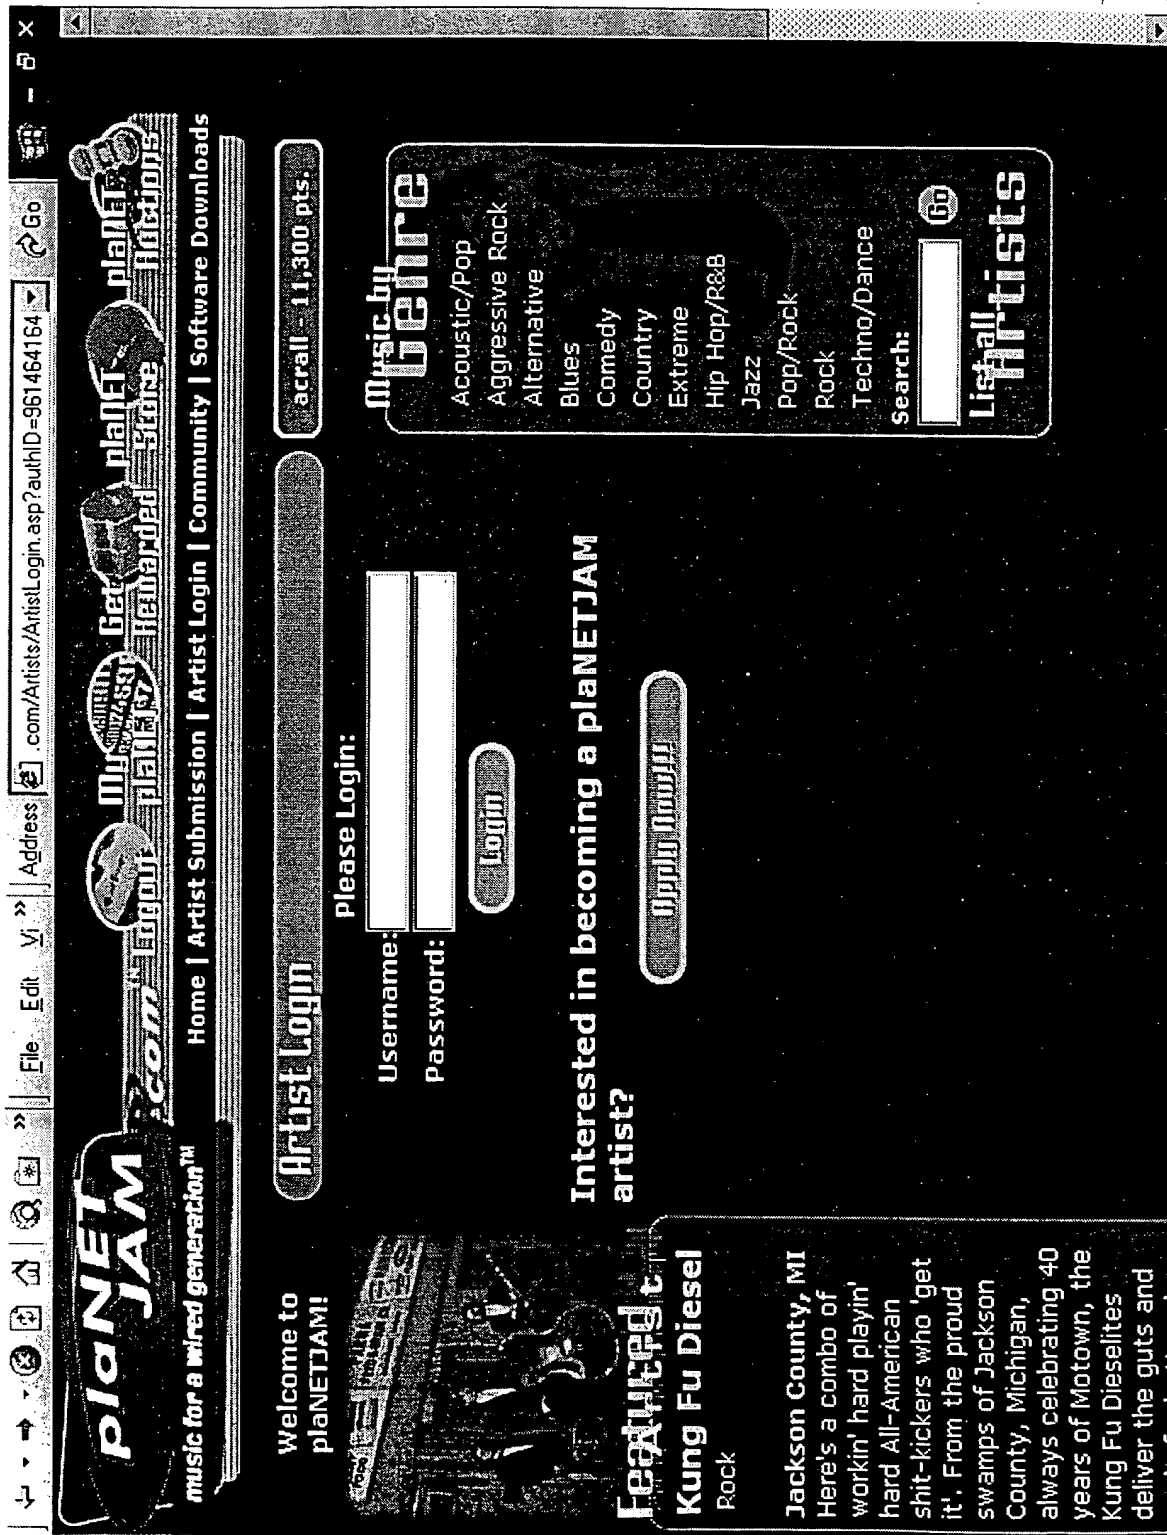 File Edit Vi » Address .com/Artists/ArtistLogin.asp?authID=961464164 Go
plaNET JAM .com™
music for a wired generation™
Logout
My plaNET
Get Rewarded
plaNET Store
plaNET Auctions
Home | Artist Submission | Artist Login | Community | Software Downloads
Welcome to
plaNETJAM!
Artist Login
acrall - 11,300 pts.
Please Login:
Username:
Password:
Login
Interested in becoming a plaNETJAM
artist?
Apply Now!!!
Featured
Kung Fu Diesel
Rock
Jackson County, MI
Here's a combo of
workin' hard playin'
hard All-American
shit-kickers who 'get
it'. From the proud
swamps of Jackson
County, Michigan,
always celebrating 40
years of Motown, the
Kung Fu Dieselites
deliver the guts and
Music by
Genre
Acoustic/Pop
Aggressive Rock
Alternative
Blues
Comedy
Country
Extreme
Hip Hop/R&B
Jazz
Pop/Rock
Rock
Techno/Dance
Search:
Go
List all
Artists